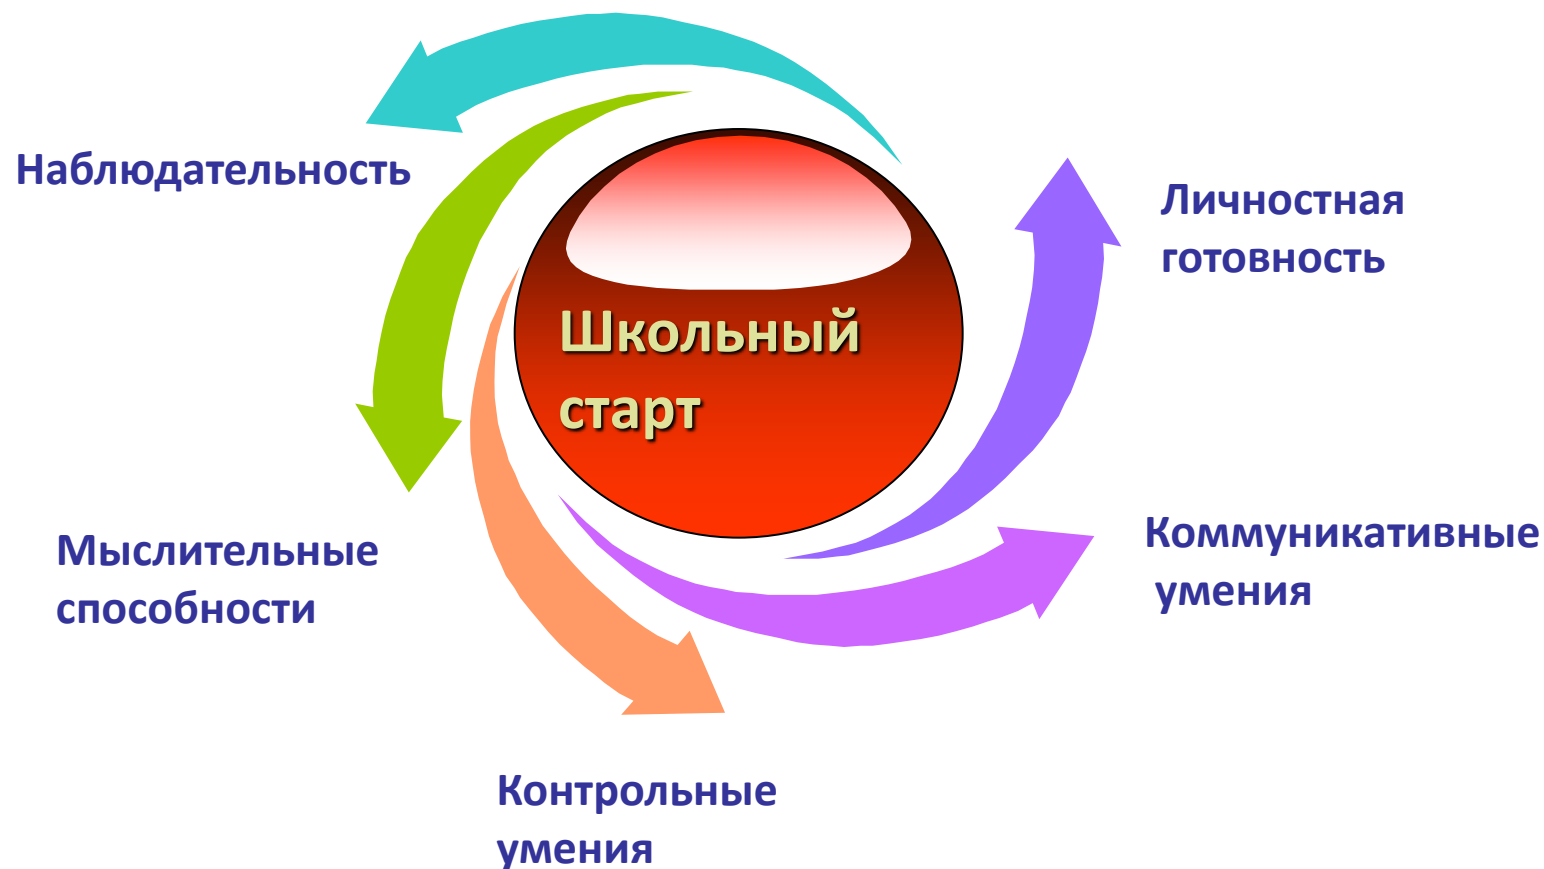 Наблюдательность
Личностная
готовность
Школьный
старт
Мыслительные
способности
Коммуникативные
умения
Контрольные
умения